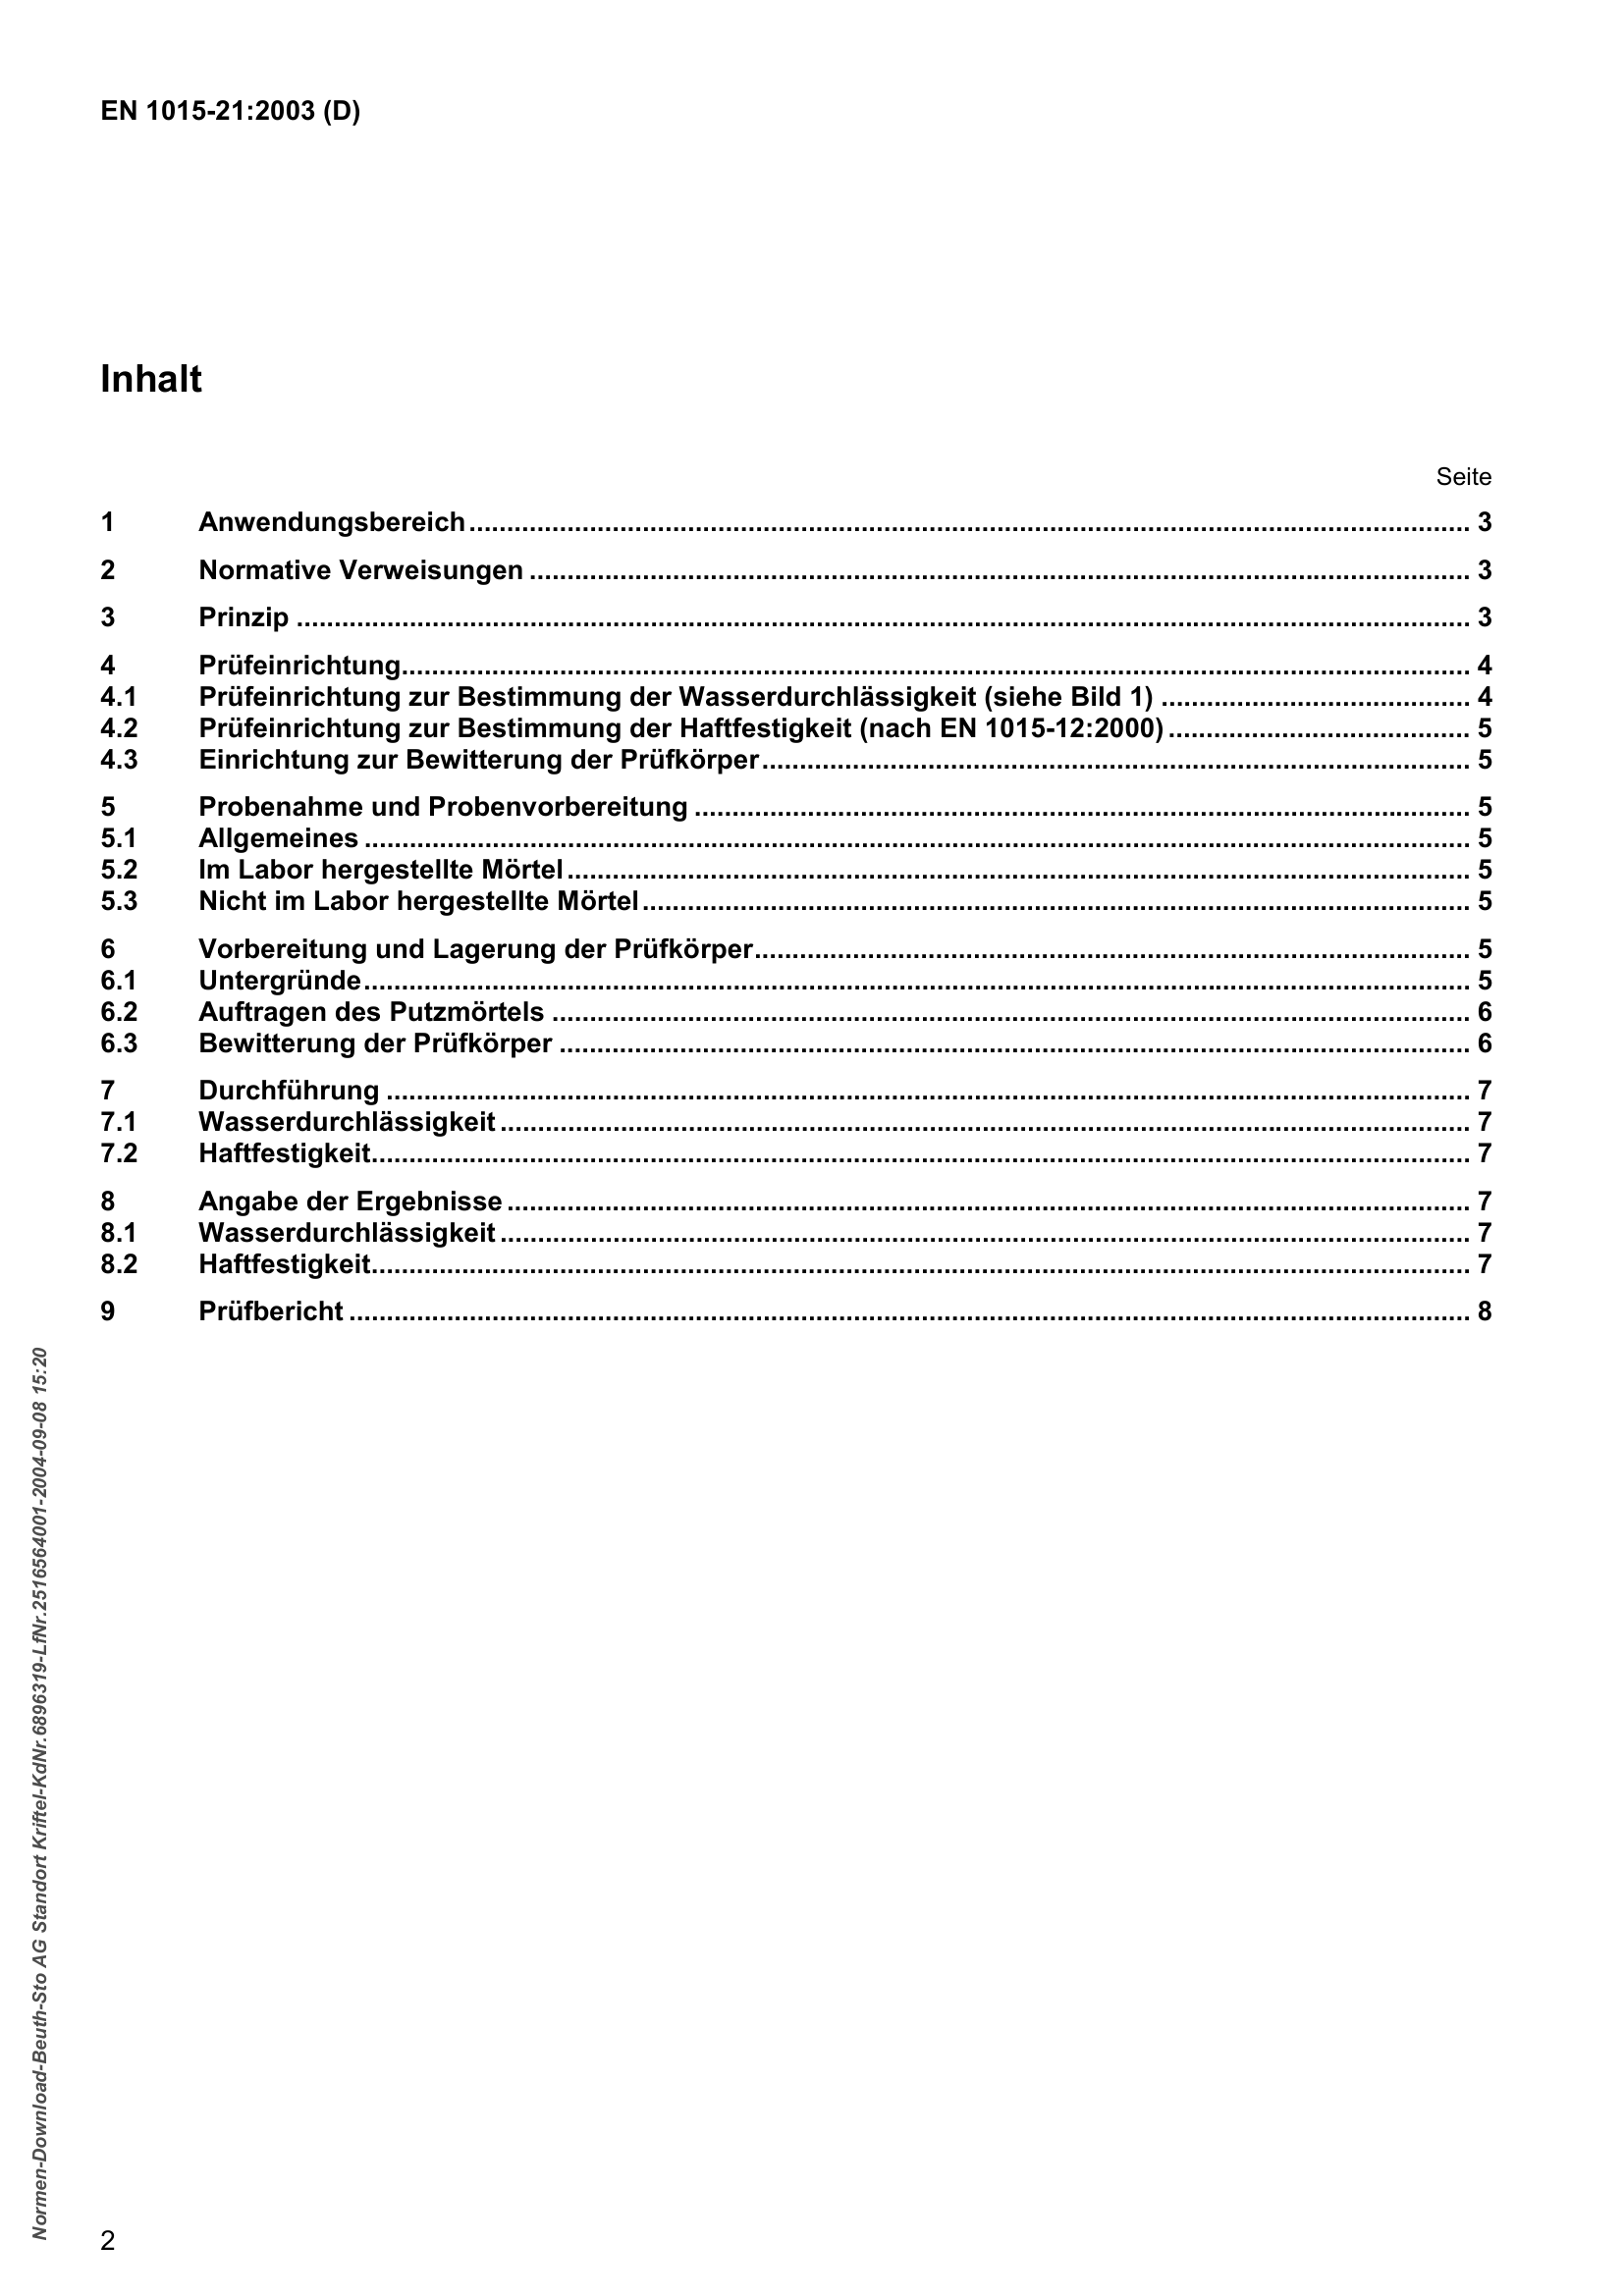 EN 1015-21:2003 (D)
Inhalt
Seite
1 Anwendungsbereich 3
2 Normative Verweisungen 3
3 Prinzip 3
4 Prüfeinrichtung 4
4.1 Prüfeinrichtung zur Bestimmung der Wasserdurchlässigkeit (siehe Bild 1) 4
4.2 Prüfeinrichtung zur Bestimmung der Haftfestigkeit (nach EN 1015-12:2000) 5
4.3 Einrichtung zur Bewitterung der Prüfkörper 5
5 Probenahme und Probenvorbereitung 5
5.1 Allgemeines 5
5.2 Im Labor hergestellte Mörtel 5
5.3 Nicht im Labor hergestellte Mörtel 5
6 Vorbereitung und Lagerung der Prüfkörper 5
6.1 Untergründe 5
6.2 Auftragen des Putzmörtels 6
6.3 Bewitterung der Prüfkörper 6
7 Durchführung 7
7.1 Wasserdurchlässigkeit 7
7.2 Haftfestigkeit 7
8 Angabe der Ergebnisse 7
8.1 Wasserdurchlässigkeit 7
8.2 Haftfestigkeit 7
9 Prüfbericht 8
Normen-Download-Beuth-Sto AG Standort Kriftel-KdNr.6896319-LfNr.2516564001-2004-09-08 15:20
2